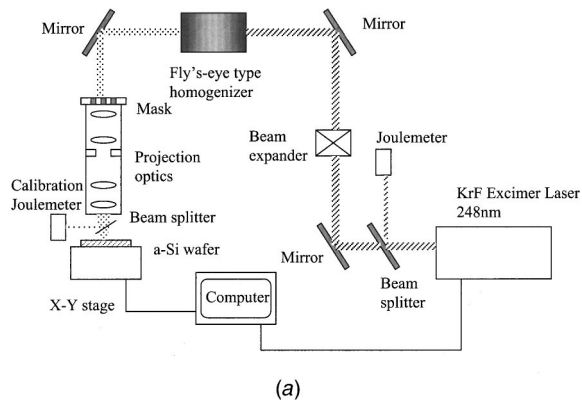 Mirror
Mirror
Fly's-eye type
homogenizer
Mask
Beam
expander
Joulemeter
Projection
optics
KrF Excimer Laser
248nm
Calibration
Joulemeter
Beam splitter
a-Si wafer
Mirror
Beam
splitter
X-Y stage
Computer
(a)